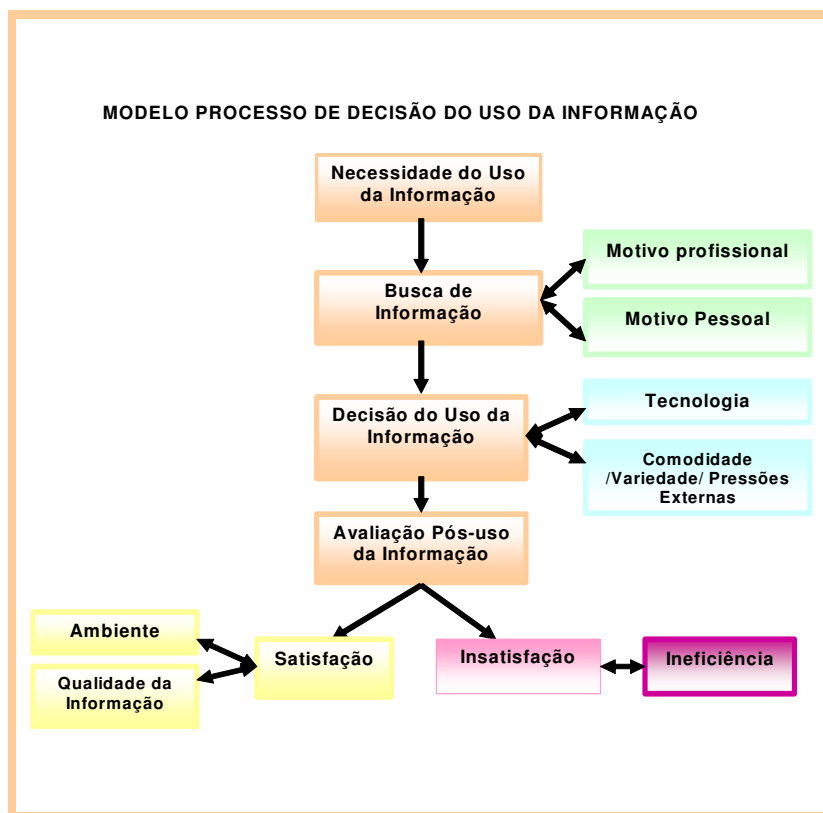 MODELO PROCESSO DE DECISÃO DO USO DA INFORMAÇÃO
Necessidade do Uso
da Informação
Motivo profissional
Busca de
Informação
Motivo Pessoal
Tecnologia
Decisão do Uso da
Informação
Comodidade
/Variedade/ Pressões
Externas
Avaliação Pós-uso
da Informação
Ambiente
Satisfação
Insatisfação
Ineficiência
Qualidade da
Informação